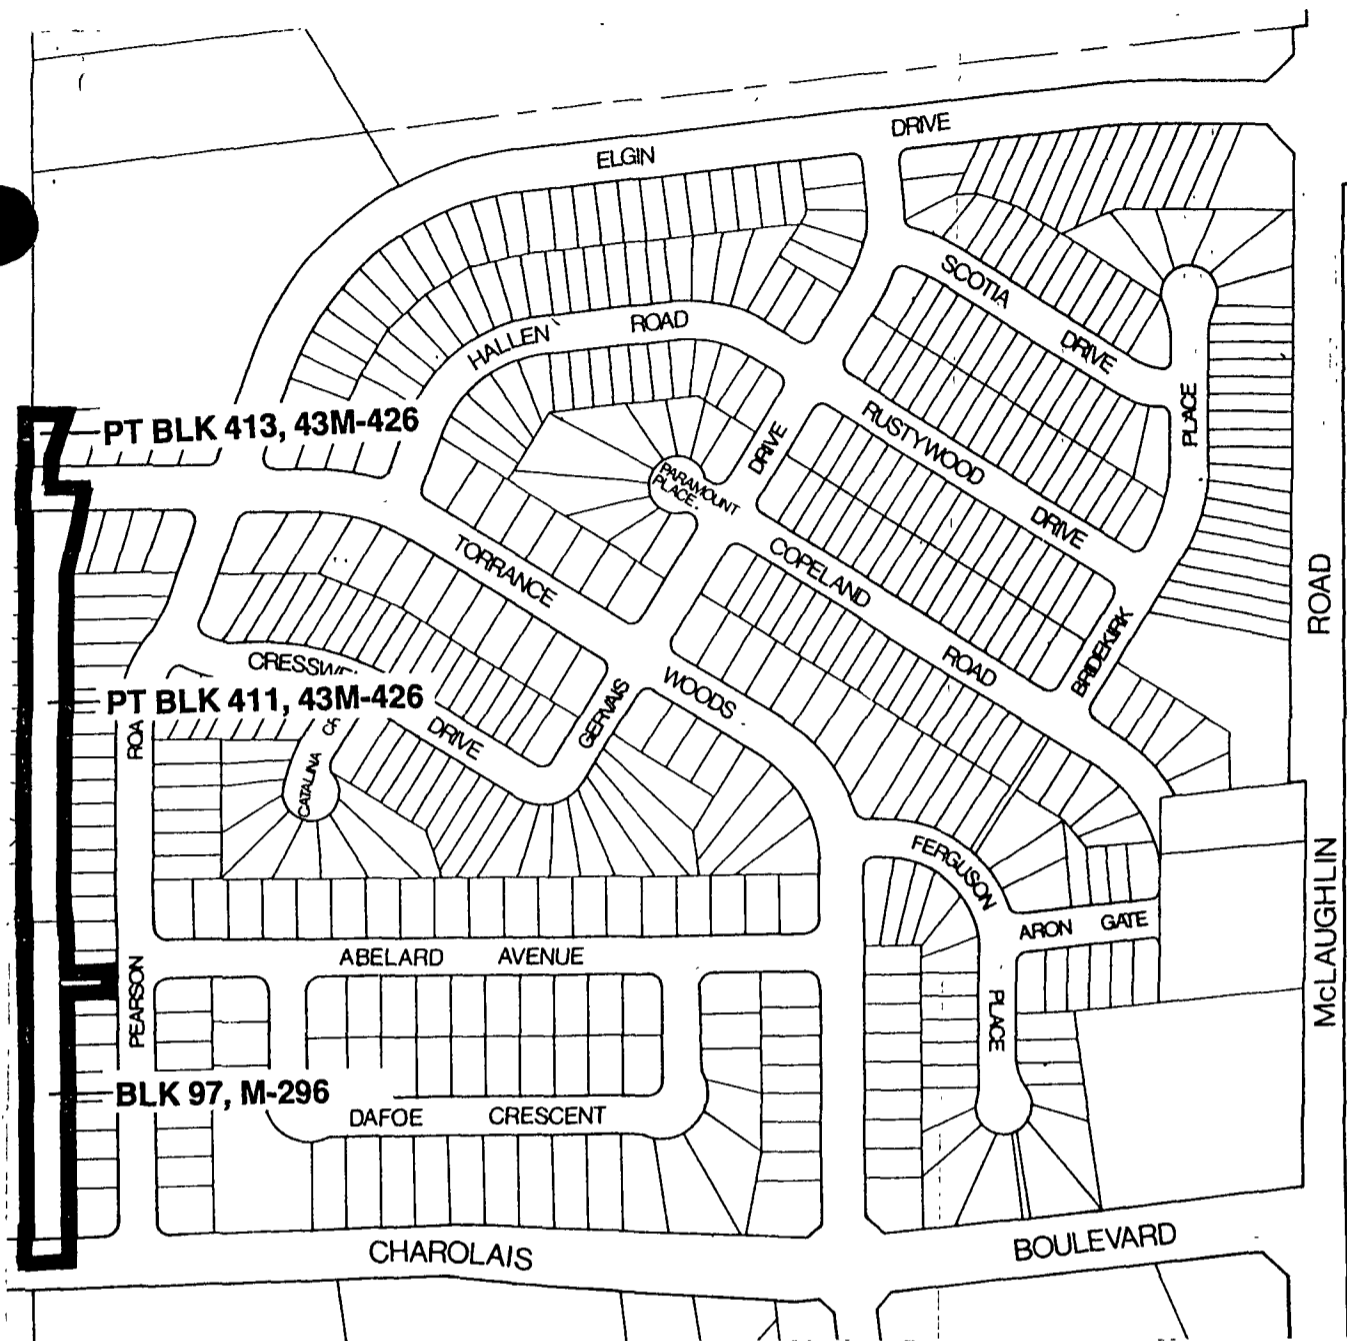 DRIVE
ELGIN
SCOTIA
DRIVE
HALLEN ROAD
PLACE
PT BLK 413, 43M-426
RUSTYWOOD
DRIVE
DRIVE
PARAMOUNT
PLACE
TORRANCE
COPELAND
ROAD
ROAD
BRIDEKIRK
WOODS
GERVAIS
PT BLK 411, 43M-426
DRIVE
CATALINA
FERGUSON
PLACE
ARON GATE
McLAUGHLIN
ABELARD AVENUE
PEARSON
BLK 97, M-296
DAFOE CRESCENT
CHAROLAIS
BOULEVARD